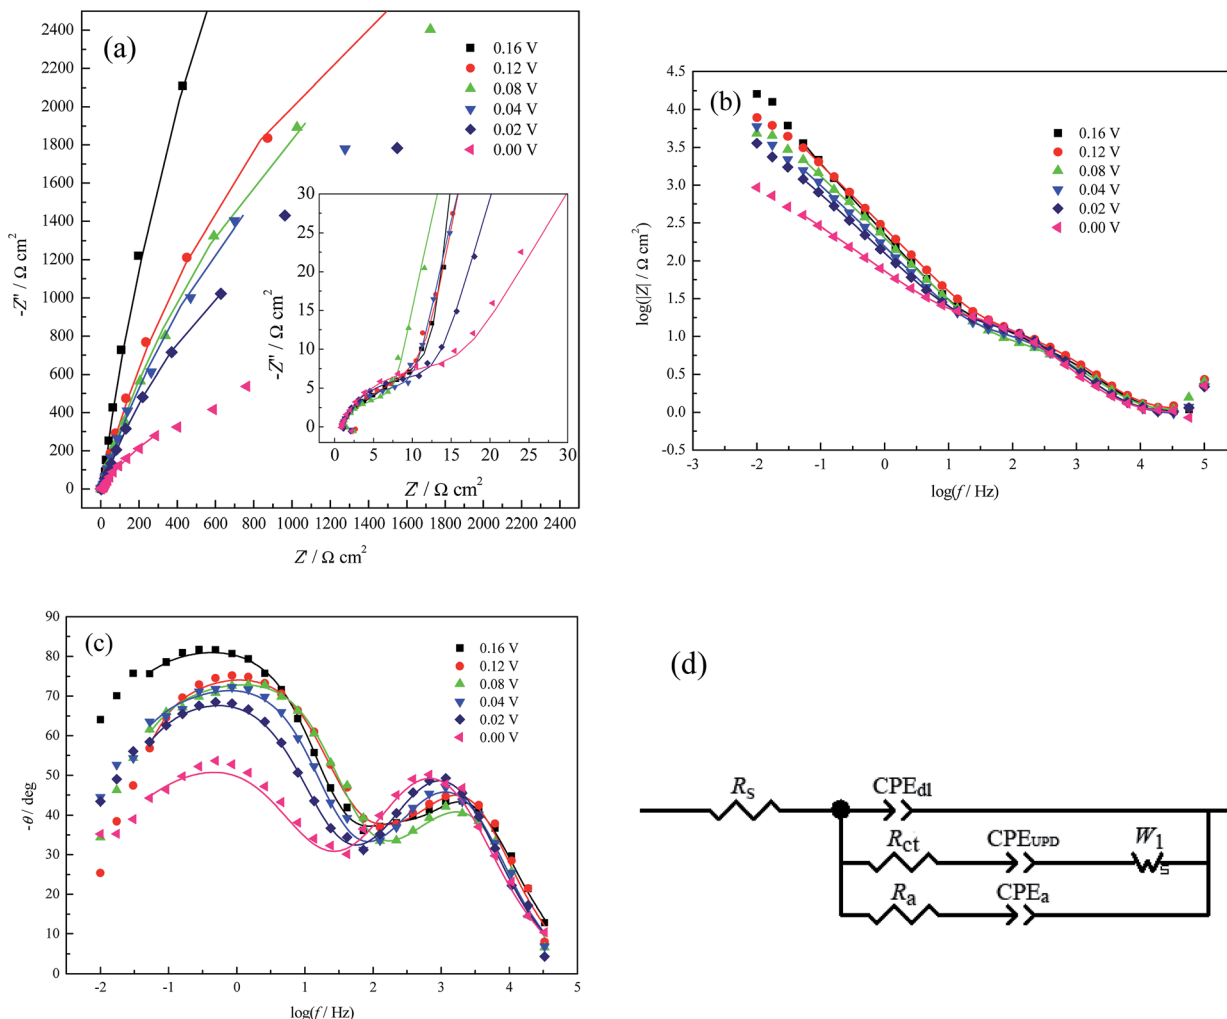 (a)
2400
2200
2000
1800
1600
1400
1200
1000
800
600
400
200
0
-Z'' / Ω cm²
0.16 V
0.12 V
0.08 V
0.04 V
0.02 V
0.00 V
30
25
20
15
10
5
0
-Z'' / Ω cm²
0 5 10 15 20 25 30
Z' / Ω cm²
0 200 400 600 800 1000 1200 1400 1600 1800 2000 2200 2400
Z' / Ω cm²
(b)
4.5
4.0
3.5
3.0
2.5
2.0
1.5
1.0
0.5
0.0
-0.5
log(|Z| / Ω cm²)
0.16 V
0.12 V
0.08 V
0.04 V
0.02 V
0.00 V
-3 -2 -1 0 1 2 3 4 5
log(f / Hz)
(c)
90
80
70
60
50
40
30
20
10
0
-θ / deg
0.16 V
0.12 V
0.08 V
0.04 V
0.02 V
0.00 V
-2 -1 0 1 2 3 4 5
log(f / Hz)
(d)
Rs CPEdl
Rct CPEUPD W1
s
Ra CPEa